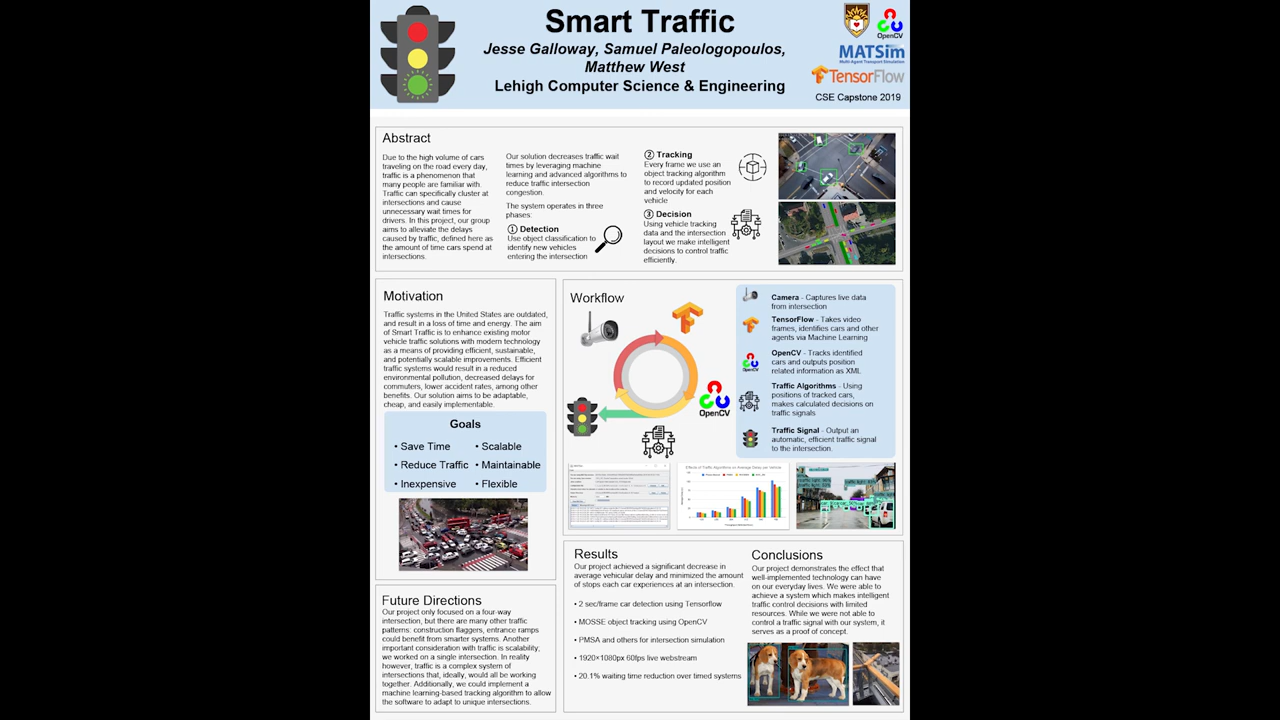 Smart Traffic
Jesse Galloway, Samuel Paleologopoulos,
Matthew West
Lehigh Computer Science & Engineering
OpenCV
MATSim
Multi-Agent Transport Simulation
TensorFlow
CSE Capstone 2019
Abstract
Due to the high volume of cars
traveling on the road every day,
traffic is a phenomenon that
many people are familiar with.
Traffic can specifically cluster at
intersections and cause
unnecessary wait times for
drivers. In this project, our group
aims to alleviate the delays
caused by traffic, defined here as
the amount of time cars spend at
intersections.
Our solution decreases traffic wait
times by leveraging machine
learning and advanced algorithms to
reduce traffic intersection
congestion.
The system operates in three
phases:
① Detection
Use object classification to
identify new vehicles
entering the intersection
② Tracking
Every frame we use an
object tracking algorithm
to record updated position
and velocity for each
vehicle
③ Decision
Using vehicle tracking
data and the intersection
layout we make intelligent
decisions to control traffic
efficiently.
Motivation
Traffic systems in the United States are outdated,
and result in a loss of time and energy. The aim
of Smart Traffic is to enhance existing motor
vehicle traffic solutions with modern technology
as a means of providing efficient, sustainable,
and potentially scalable improvements. Efficient
traffic systems would result in a reduced
environmental pollution, decreased delays for
commuters, lower accident rates, among other
benefits. Our solution aims to be adaptable,
cheap, and easily implementable.
Goals
• Save Time
• Scalable
• Reduce Traffic
• Maintainable
• Inexpensive
• Flexible
Workflow
OpenCV
Camera - Captures live data
from intersection
TensorFlow - Takes video
frames, identifies cars and other
agents via Machine Learning
OpenCV
OpenCV - Tracks identified
cars and outputs position
related information as XML
Traffic Algorithms - Using
positions of tracked cars,
makes calculated decisions on
traffic signals
Traffic Signal - Output an
automatic, efficient traffic signal
to the intersection.
Effects of Traffic Algorithms on Average Delay per Vehicle
Future Directions
Our project only focused on a four-way
intersection, but there are many other traffic
patterns: construction flaggers, entrance ramps
could benefit from smarter systems. Another
important consideration with traffic is scalability,
we worked on a single intersection. In reality
however, traffic is a complex system of
intersections that, ideally, would all be working
together. Additionally, we could implement a
machine learning-based tracking algorithm to allow
the software to adapt to unique intersections.
Results
Our project achieved a significant decrease in
average vehicular delay and minimized the amount
of stops each car experiences at an intersection.
• 2 sec/frame car detection using Tensorflow
• MOSSE object tracking using OpenCV
• PMSA and others for intersection simulation
• 1920×1080px 60fps live webstream
• 20.1% waiting time reduction over timed systems
Conclusions
Our project demonstrates the effect that
well-implemented technology can have
on our everyday lives. We were able to
achieve a system which makes intelligent
traffic control decisions with limited
resources. While we were not able to
control a traffic signal with our system, it
serves as a proof of concept.